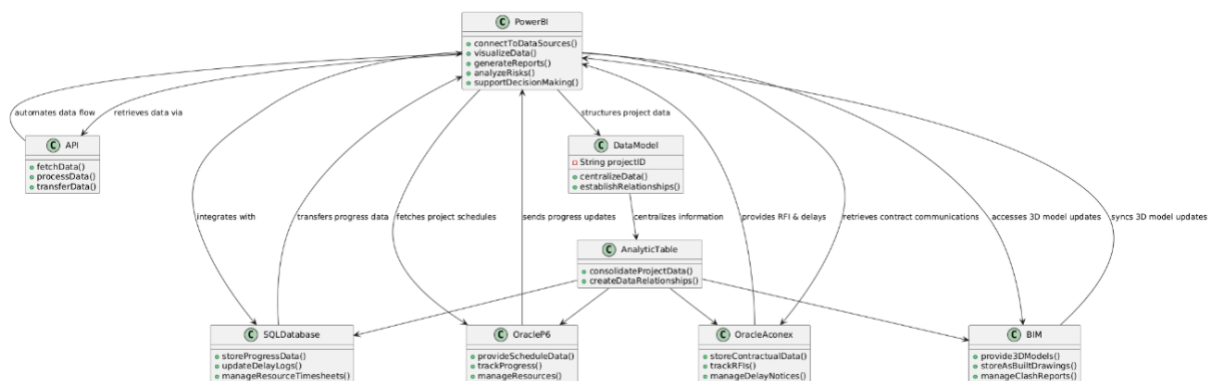 C PowerBI
connectToDataSources()
visualizeData()
generateReports()
analyzeRisks()
supportDecisionMaking()
automates data flow
retrieves data via
structures project data
C API
fetchData()
processData()
transferData()
C DataModel
String projectID
centralizeData()
establishRelationships()
integrates with
transfers progress data
fetches project schedules
sends progress updates
centralizes information
provides RFI & delays
retrieves contract communications
accesses 3D model updates
syncs 3D model updates
C AnalyticTable
consolidateProjectData()
createDataRelationships()
C SQLDatabase
storeProgressData()
updateDelayLogs()
manageResourceTimesheets()
C OracleP6
provideScheduleData()
trackProgress()
manageResources()
C OracleAconex
storeContractualData()
trackRFIs()
manageDelayNotices()
C BIM
provide3DModels()
storeAsBuiltDrawings()
manageClashReports()